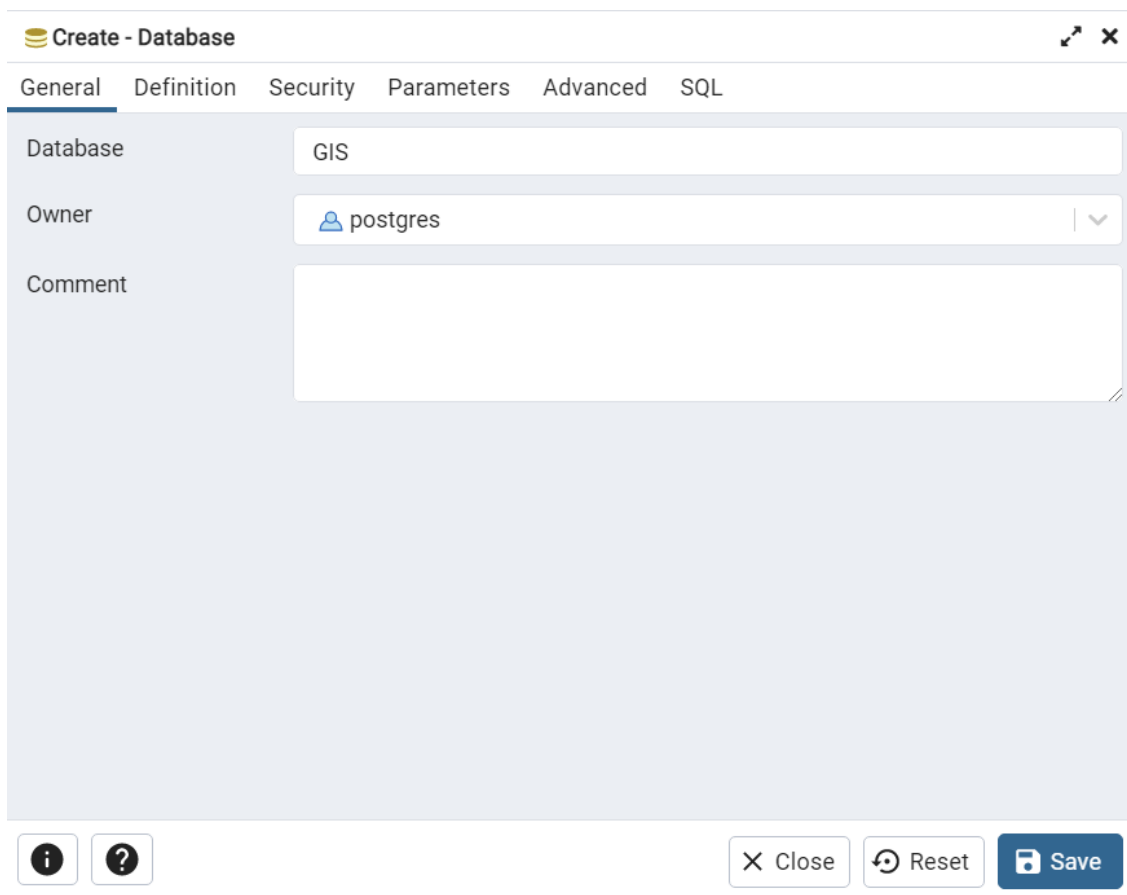 Create - Database
General Definition Security Parameters Advanced SQL
Database GIS
Owner postgres
Comment
Close Reset Save